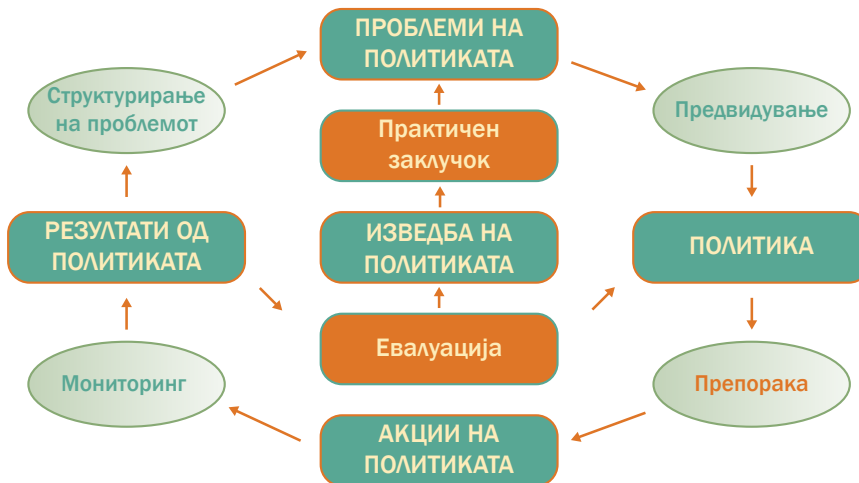 ПРОБЛЕМИ НА
ПОЛИТИКАТА
Структурирање
на проблемот
Предвидување
Практичен
заклучок
РЕЗУЛТАТИ ОД
ПОЛИТИКАТА
ИЗВЕДБА НА
ПОЛИТИКАТА
ПОЛИТИКА
Евалуација
Мониторинг
Препорака
АКЦИИ НА
ПОЛИТИКАТА